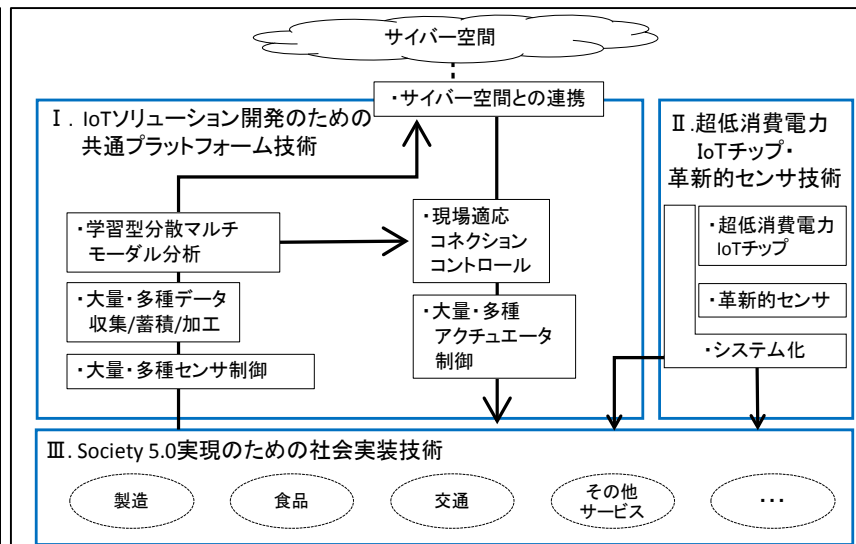 サイバー空間
・サイバー空間との連携
Ⅰ. IoTソリューション開発のための
共通プラットフォーム技術
・学習型分散マルチ
モーダル分析
・大量・多種データ
収集/蓄積/加工
・大量・多種センサ制御
・現場適応
コネクション
コントロール
・大量・多種
アクチュエータ
制御
Ⅱ.超低消費電力
IoTチップ・
革新的センサ技術
・超低消費電力
IoTチップ
・革新的センサ
・システム化
Ⅲ. Society 5.0実現のための社会実装技術
製造
食品
交通
その他
サービス
・・・